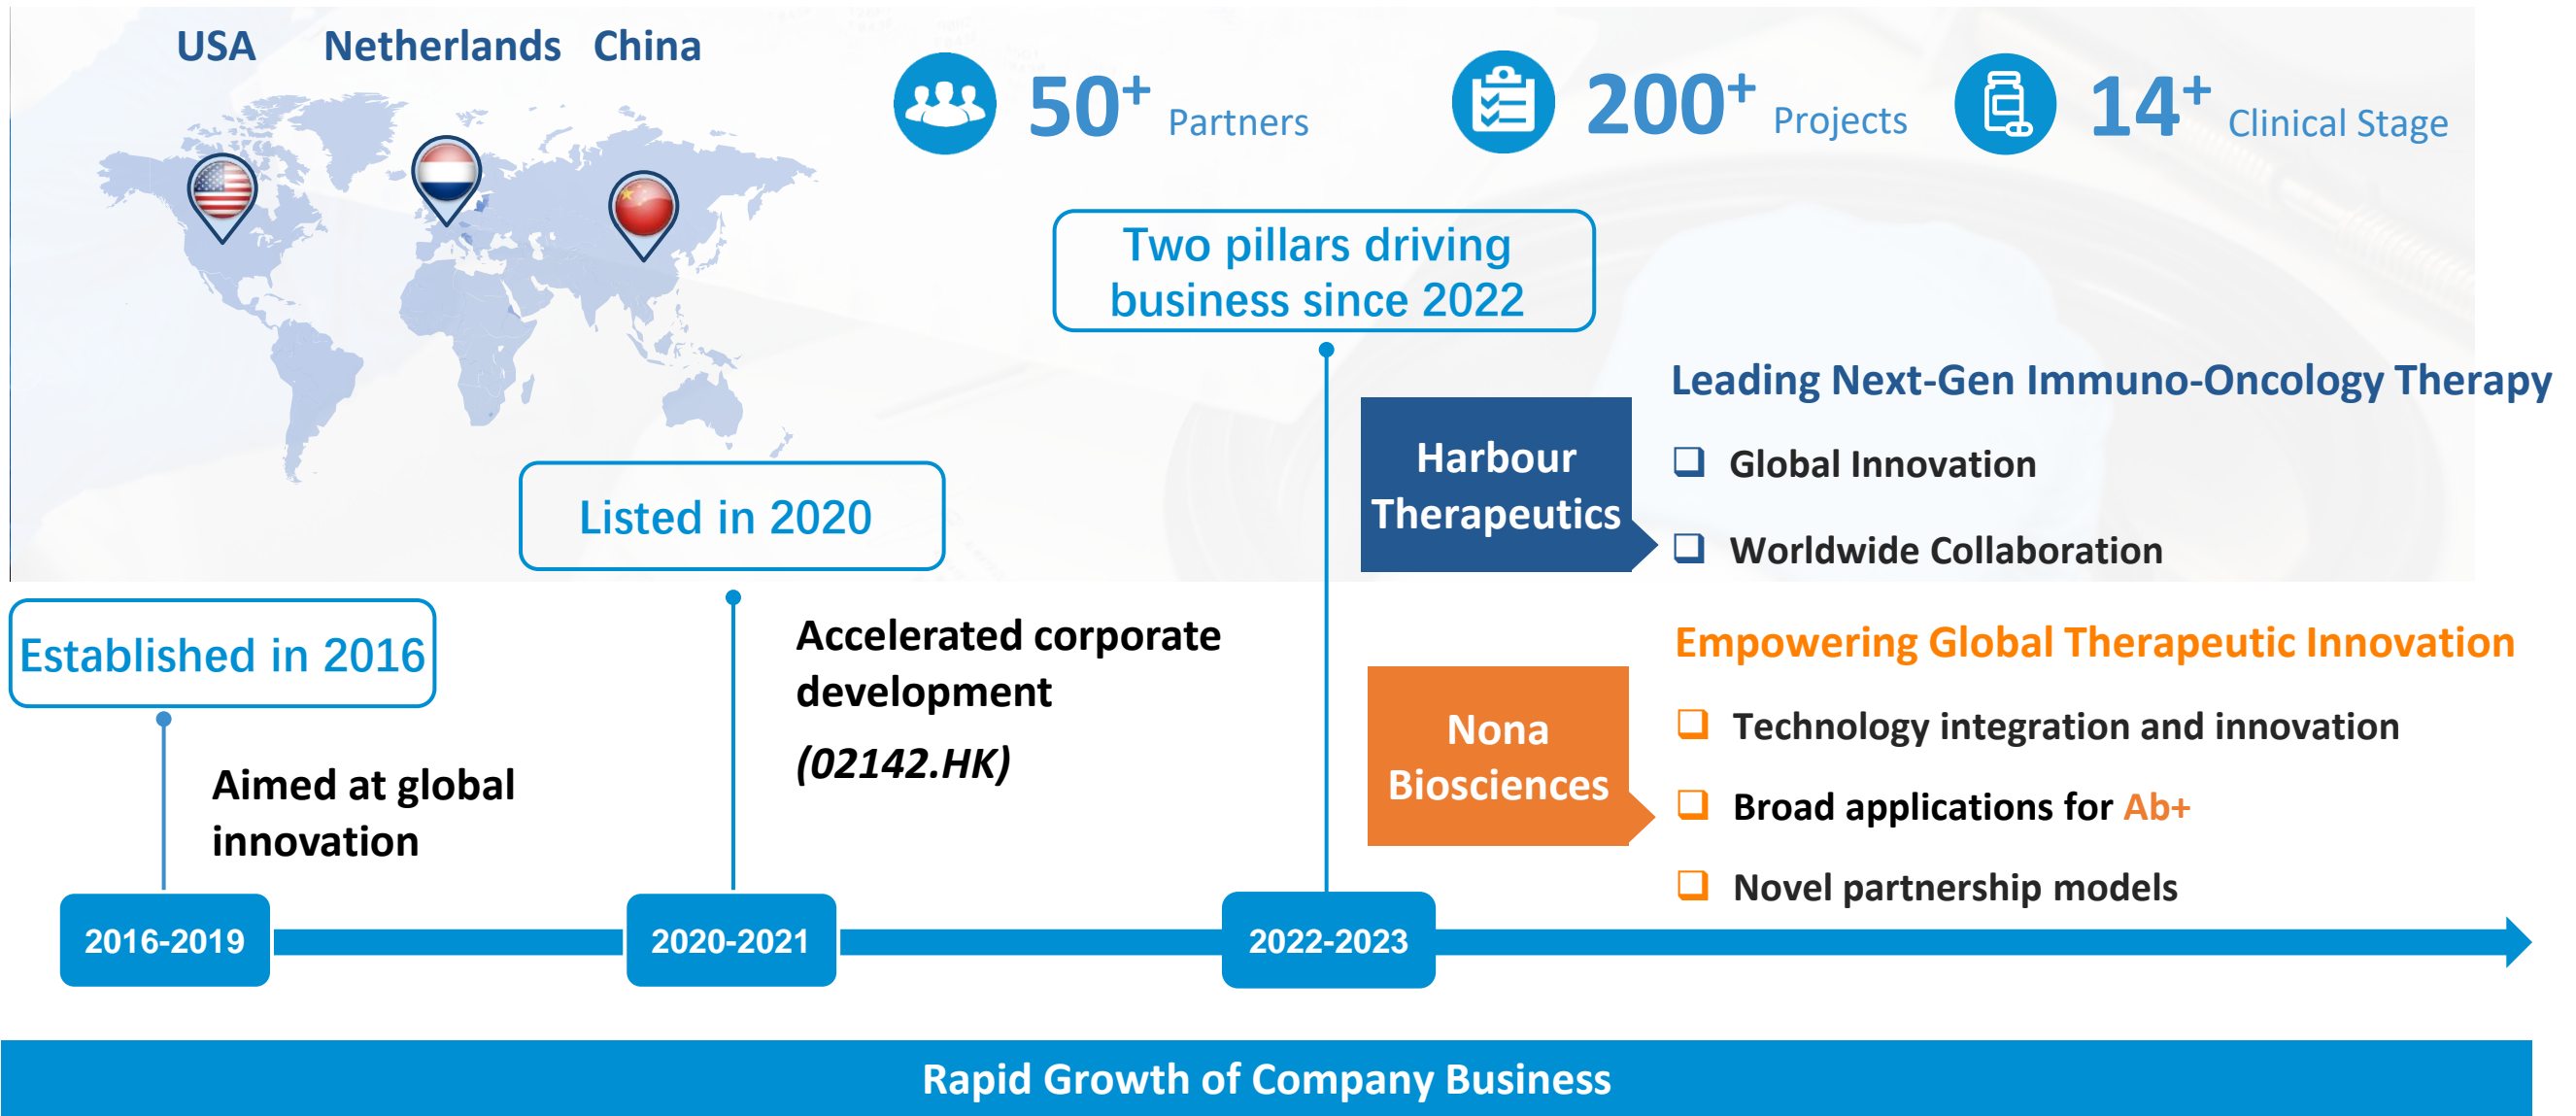 USA Netherlands China
50+ Partners
200+ Projects
14+ Clinical Stage
Two pillars driving
business since 2022
Leading Next-Gen Immuno-Oncology Therapy
Harbour
Therapeutics
Global Innovation
Worldwide Collaboration
Listed in 2020
Established in 2016
Accelerated corporate
development
(02142.HK)
Aimed at global
innovation
Empowering Global Therapeutic Innovation
Nona
Biosciences
Technology integration and innovation
Broad applications for Ab+
Novel partnership models
2016-2019
2020-2021
2022-2023
Rapid Growth of Company Business